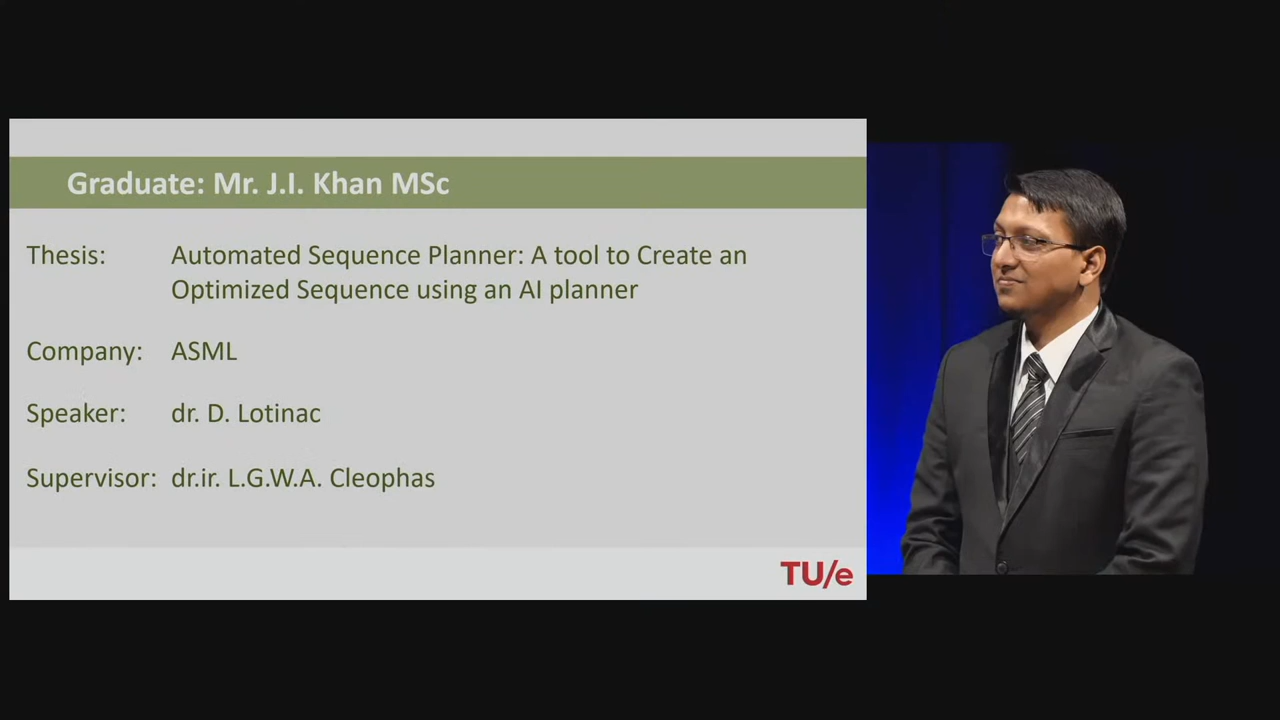 Graduate: Mr. J.I. Khan MSc
Thesis: Automated Sequence Planner: A tool to Create an
Optimized Sequence using an AI planner
Company: ASML
Speaker: dr. D. Lotinac
Supervisor: dr.ir. L.G.W.A. Cleophas
TU/e